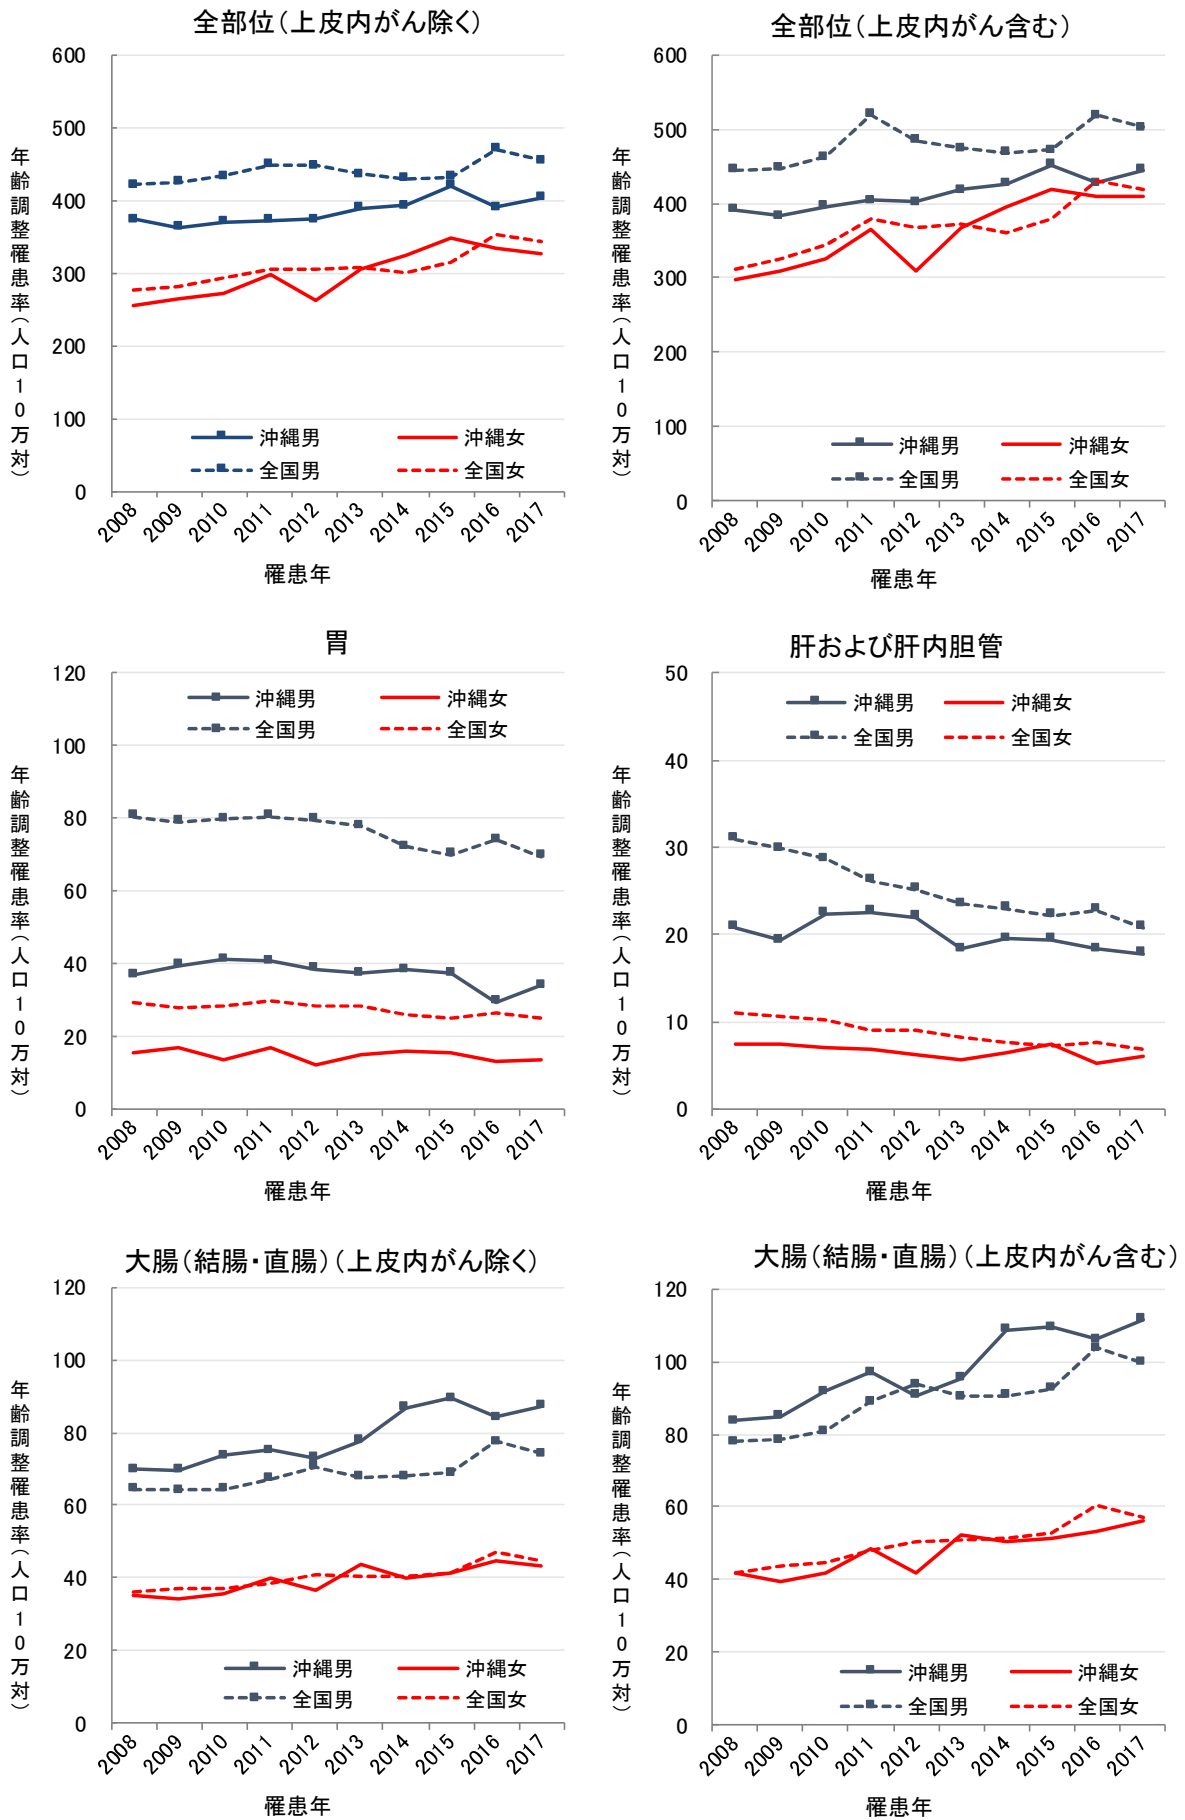 全部位(上皮内がん除く)
600
500
400
300
200
100
0
年齢調整罹患率(人口10万対)
沖縄男
沖縄女
全国男
全国女
2008
2009
2010
2011
2012
2013
2014
2015
2016
2017
罹患年
全部位(上皮内がん含む)
600
500
400
300
200
100
0
年齢調整罹患率(人口10万対)
沖縄男
沖縄女
全国男
全国女
2008
2009
2010
2011
2012
2013
2014
2015
2016
2017
罹患年
胃
120
100
80
60
40
20
0
年齢調整罹患率(人口10万対)
沖縄男
沖縄女
全国男
全国女
2008
2009
2010
2011
2012
2013
2014
2015
2016
2017
罹患年
肝および肝内胆管
50
40
30
20
10
0
年齢調整罹患率(人口10万対)
沖縄男
沖縄女
全国男
全国女
2008
2009
2010
2011
2012
2013
2014
2015
2016
2017
罹患年
大腸(結腸・直腸)(上皮内がん除く)
120
100
80
60
40
20
0
年齢調整罹患率(人口10万対)
沖縄男
沖縄女
全国男
全国女
2008
2009
2010
2011
2012
2013
2014
2015
2016
2017
罹患年
大腸(結腸・直腸)(上皮内がん含む)
120
100
80
60
40
20
0
年齢調整罹患率(人口10万対)
沖縄男
沖縄女
全国男
全国女
2008
2009
2010
2011
2012
2013
2014
2015
2016
2017
罹患年